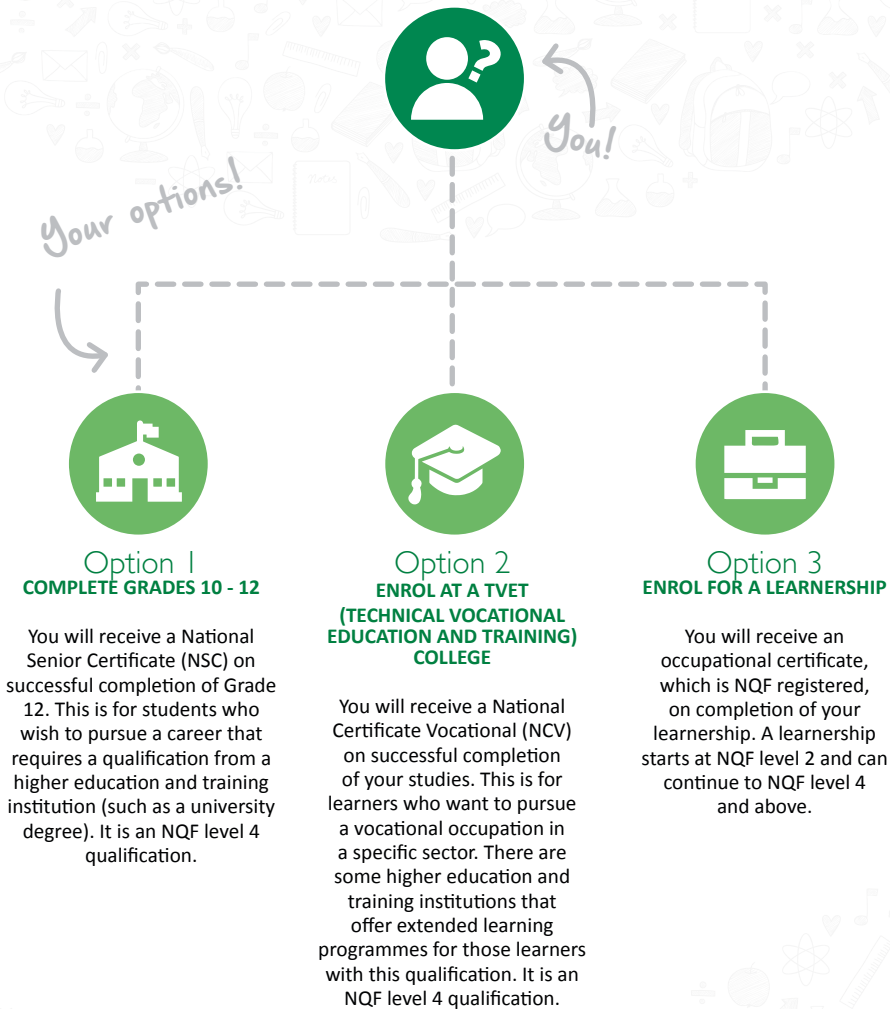 ?
You!
Your options!
Option 1
COMPLETE GRADES 10 - 12
You will receive a National
Senior Certificate (NSC) on
successful completion of Grade
12. This is for students who
wish to pursue a career that
requires a qualification from a
higher education and training
institution (such as a university
degree). It is an NQF level 4
qualification.
Option 2
ENROL AT A TVET
(TECHNICAL VOCATIONAL
EDUCATION AND TRAINING)
COLLEGE
You will receive a National
Certificate Vocational (NCV)
on successful completion
of your studies. This is for
learners who want to pursue
a vocational occupation in
a specific sector. There are
some higher education and
training institutions that
offer extended learning
programmes for those learners
with this qualification. It is an
NQF level 4 qualification.
Option 3
ENROL FOR A LEARNERSHIP
You will receive an
occupational certificate,
which is NQF registered,
on completion of your
learnership. A learnership
starts at NQF level 2 and can
continue to NQF level 4
and above.